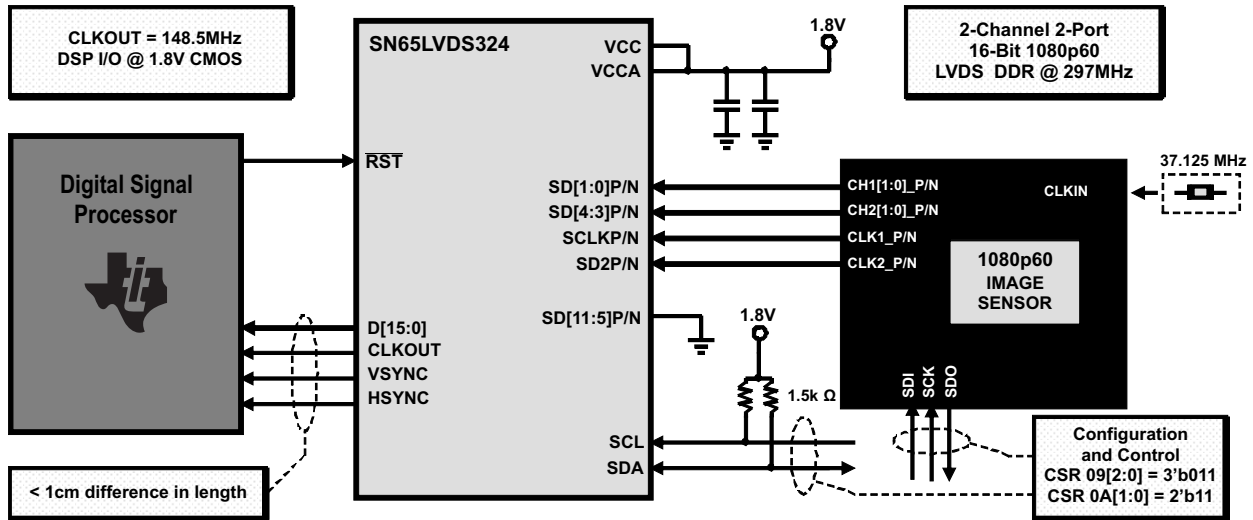 CLKOUT = 148.5MHz
DSP I/O @ 1.8V CMOS
SN65LVDS324
VCC
VCCA
1.8V
2-Channel 2-Port
16-Bit 1080p60
LVDS DDR @ 297MHz
Digital Signal
Processor
RST
SD[1:0]P/N
SD[4:3]P/N
SCLKP/N
SD2P/N
SD[11:5]P/N
CH1[1:0]_P/N
CH2[1:0]_P/N
CLK1_P/N
CLK2_P/N
CLKIN
37.125 MHz
1080p60
IMAGE
SENSOR
D[15:0]
CLKOUT
VSYNC
HSYNC
1.8V
1.5k Ω
SCL
SDA
SDI
SCK
SDO
< 1cm difference in length
Configuration
and Control
CSR 09[2:0] = 3'b011
CSR 0A[1:0] = 2'b11